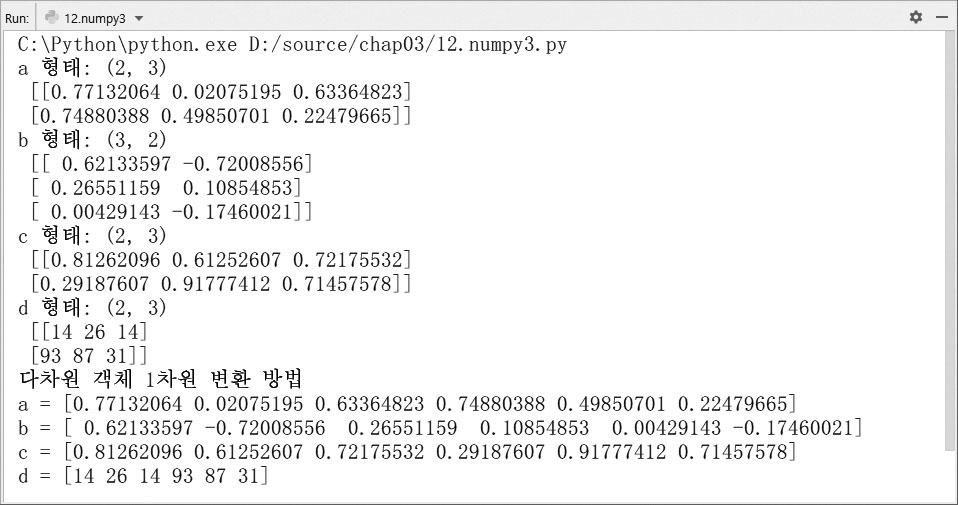 Run: 12.numpy3
C:\Python\python.exe D:/source/chap03/12.numpy3.py
a 형태: (2, 3)
[[0.77132064 0.02075195 0.63364823]
[0.74880388 0.49850701 0.22479665]]
b 형태: (3, 2)
[[ 0.62133597 -0.72008556]
[ 0.26551159  0.10854853]
[ 0.00429143 -0.17460021]]
c 형태: (2, 3)
[[0.81262096 0.61252607 0.72175532]
[0.29187607 0.91777412 0.71457578]]
d 형태: (2, 3)
[[14 26 14]
[93 87 31]]
다차원 객체 1차원 변환 방법
a = [0.77132064 0.02075195 0.63364823 0.74880388 0.49850701 0.22479665]
b = [ 0.62133597 -0.72008556  0.26551159  0.10854853  0.00429143 -0.17460021]
c = [0.81262096 0.61252607 0.72175532 0.29187607 0.91777412 0.71457578]
d = [14 26 14 93 87 31]